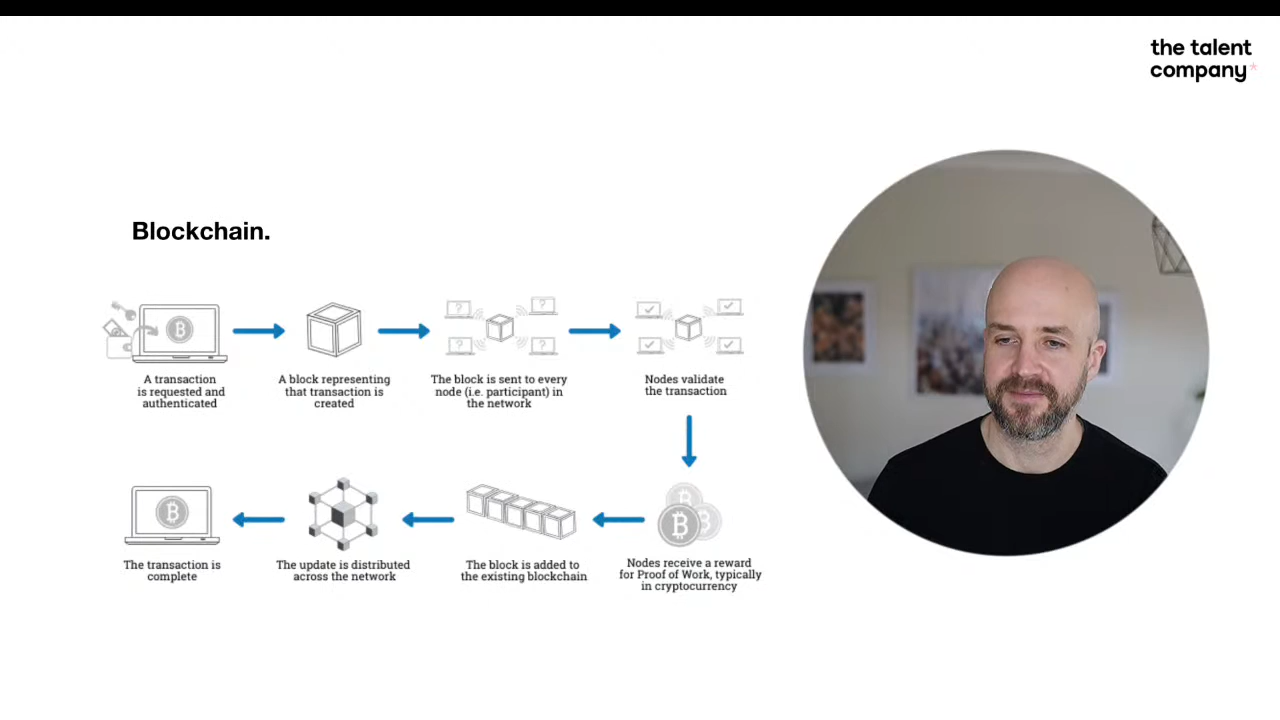 the talent
company*
Blockchain.
A transaction
is requested and
authenticated
A block representing
that transaction is
created
The block is sent to every
node (i.e. participant) in
the network
Nodes validate
the transaction
The transaction is
complete
The update is distributed
across the network
The block is added to
the existing blockchain
Nodes receive a reward
for Proof of Work, typically
in cryptocurrency